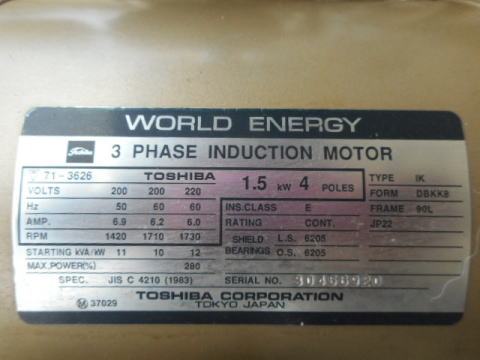 WORLD ENERGY
Toshiba 3 PHASE INDUCTION MOTOR
71-3626 TOSHIBA 1.5 kW 4 POLES TYPE IK
VOLTS 200 200 220 FORM DBKK8
Hz 50 60 60 INS.CLASS E FRAME 90L
AMP. 6.9 6.2 6.0 RATING CONT. JP22
RPM 1420 1710 1730 SHIELD L.S. 6205
STARTING kVA/kW 11 10 12 BEARINGS O.S. 6205
MAX.POWER(%) 280
SPEC. JIS C 4210 (1983) SERIAL NO. 30456920
TOSHIBA CORPORATION
M 37029 TOKYO JAPAN